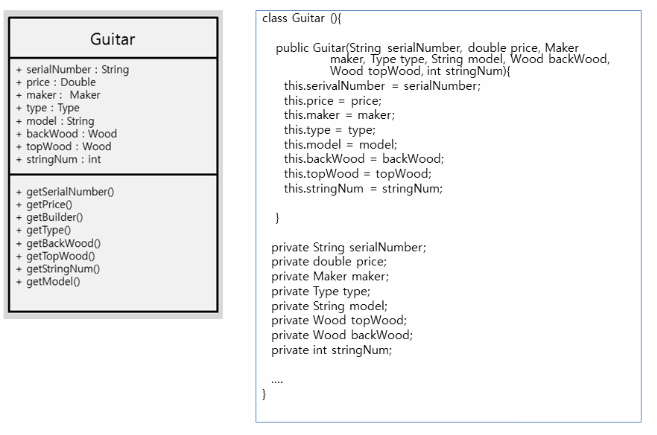 Guitar
+ serialNumber : String
+ price : Double
+ maker : Maker
+ type : Type
+ model : String
+ backWood : Wood
+ topWood : Wood
+ stringNum : int
+ getSerialNumber()
+ getPrice()
+ getBuilder()
+ getType()
+ getBackWood()
+ getTopWood()
+ getStringNum()
+ getModel()
class Guitar (){
public Guitar(String serialNumber, double price, Maker
maker, Type type, String model, Wood backWood,
Wood topWood, int stringNum){
this.serivalNumber = serialNumber;
this.price = price;
this.maker = maker;
this.type = type;
this.model = model;
this.backWood = backWood;
this.topWood = topWood;
this.stringNum = stringNum;
}
private String serialNumber;
private double price;
private Maker maker;
private Type type;
private String model;
private Wood topWood;
private Wood backWood;
private int stringNum;
....
}